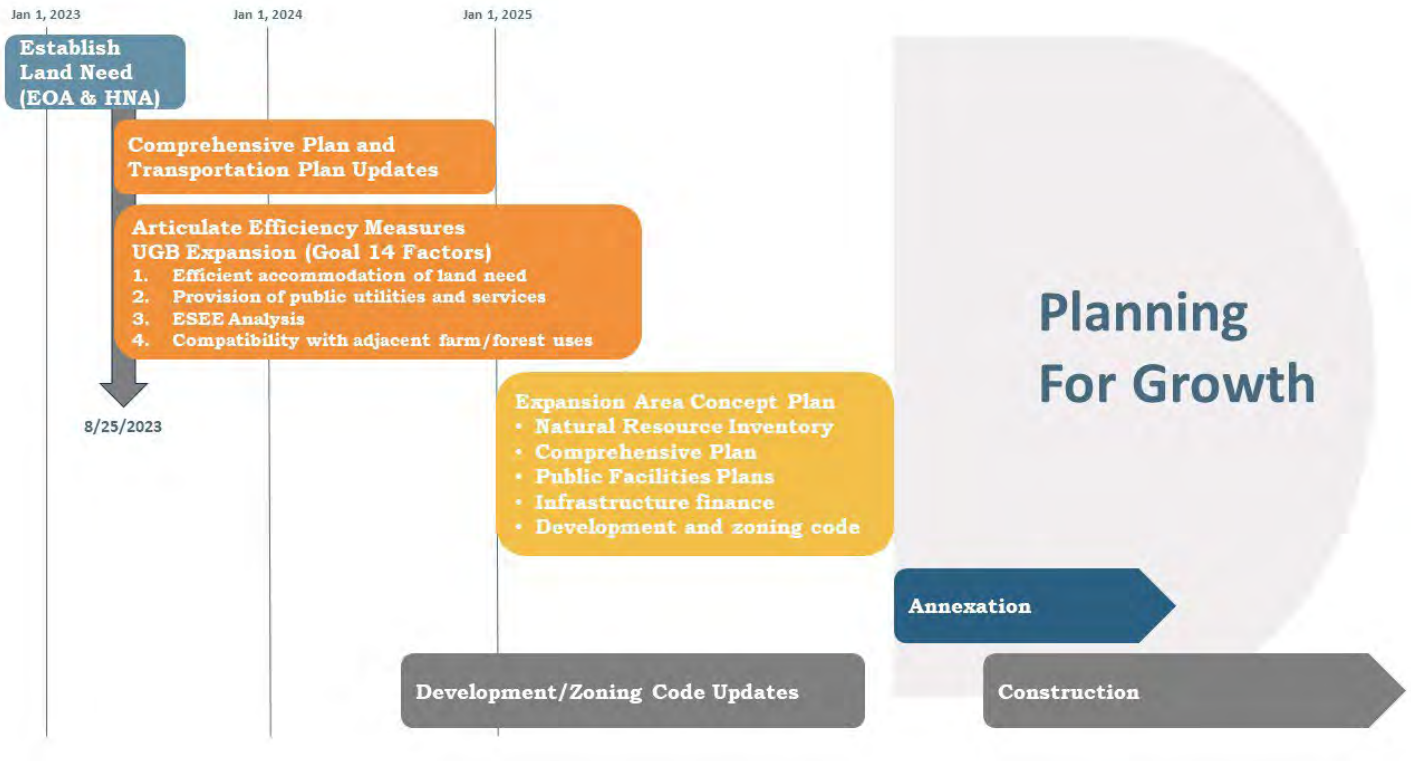 Jan 1, 2023
Jan 1, 2024
Jan 1, 2025
Establish
Land Need
(EOA & HNA)
Comprehensive Plan and
Transportation Plan Updates
Articulate Efficiency Measures
UGB Expansion (Goal 14 Factors)
1. Efficient accommodation of land need
2. Provision of public utilities and services
3. ESEE Analysis
4. Compatibility with adjacent farm/forest uses
8/25/2023
Expansion Area Concept Plan
• Natural Resource Inventory
• Comprehensive Plan
• Public Facilities Plans
• Infrastructure finance
• Development and zoning code
Planning
For Growth
Annexation
Development/Zoning Code Updates
Construction